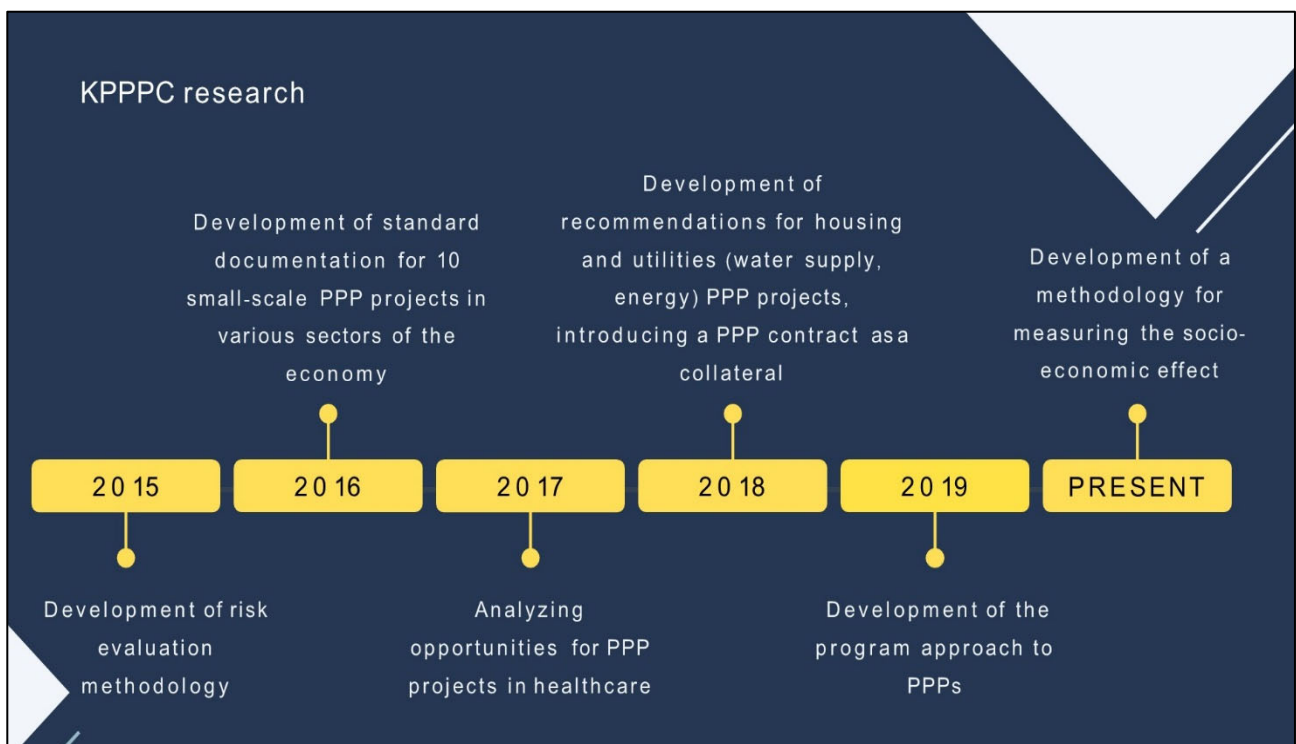 KPPPC research
Development of standard
documentation for 10
small-scale PPP projects in
various sectors of the
economy
Development of
recommendations for housing
and utilities (water supply,
energy) PPP projects,
introducing a PPP contract asa
collateral
Development of a
methodology for
measuring the socio-
economic effect
2015
2016
2017
2018
2019
PRESENT
Development of risk
evaluation
methodology
Analyzing
opportunities for PPP
projects in healthcare
Development of the
program approach to
PPPs